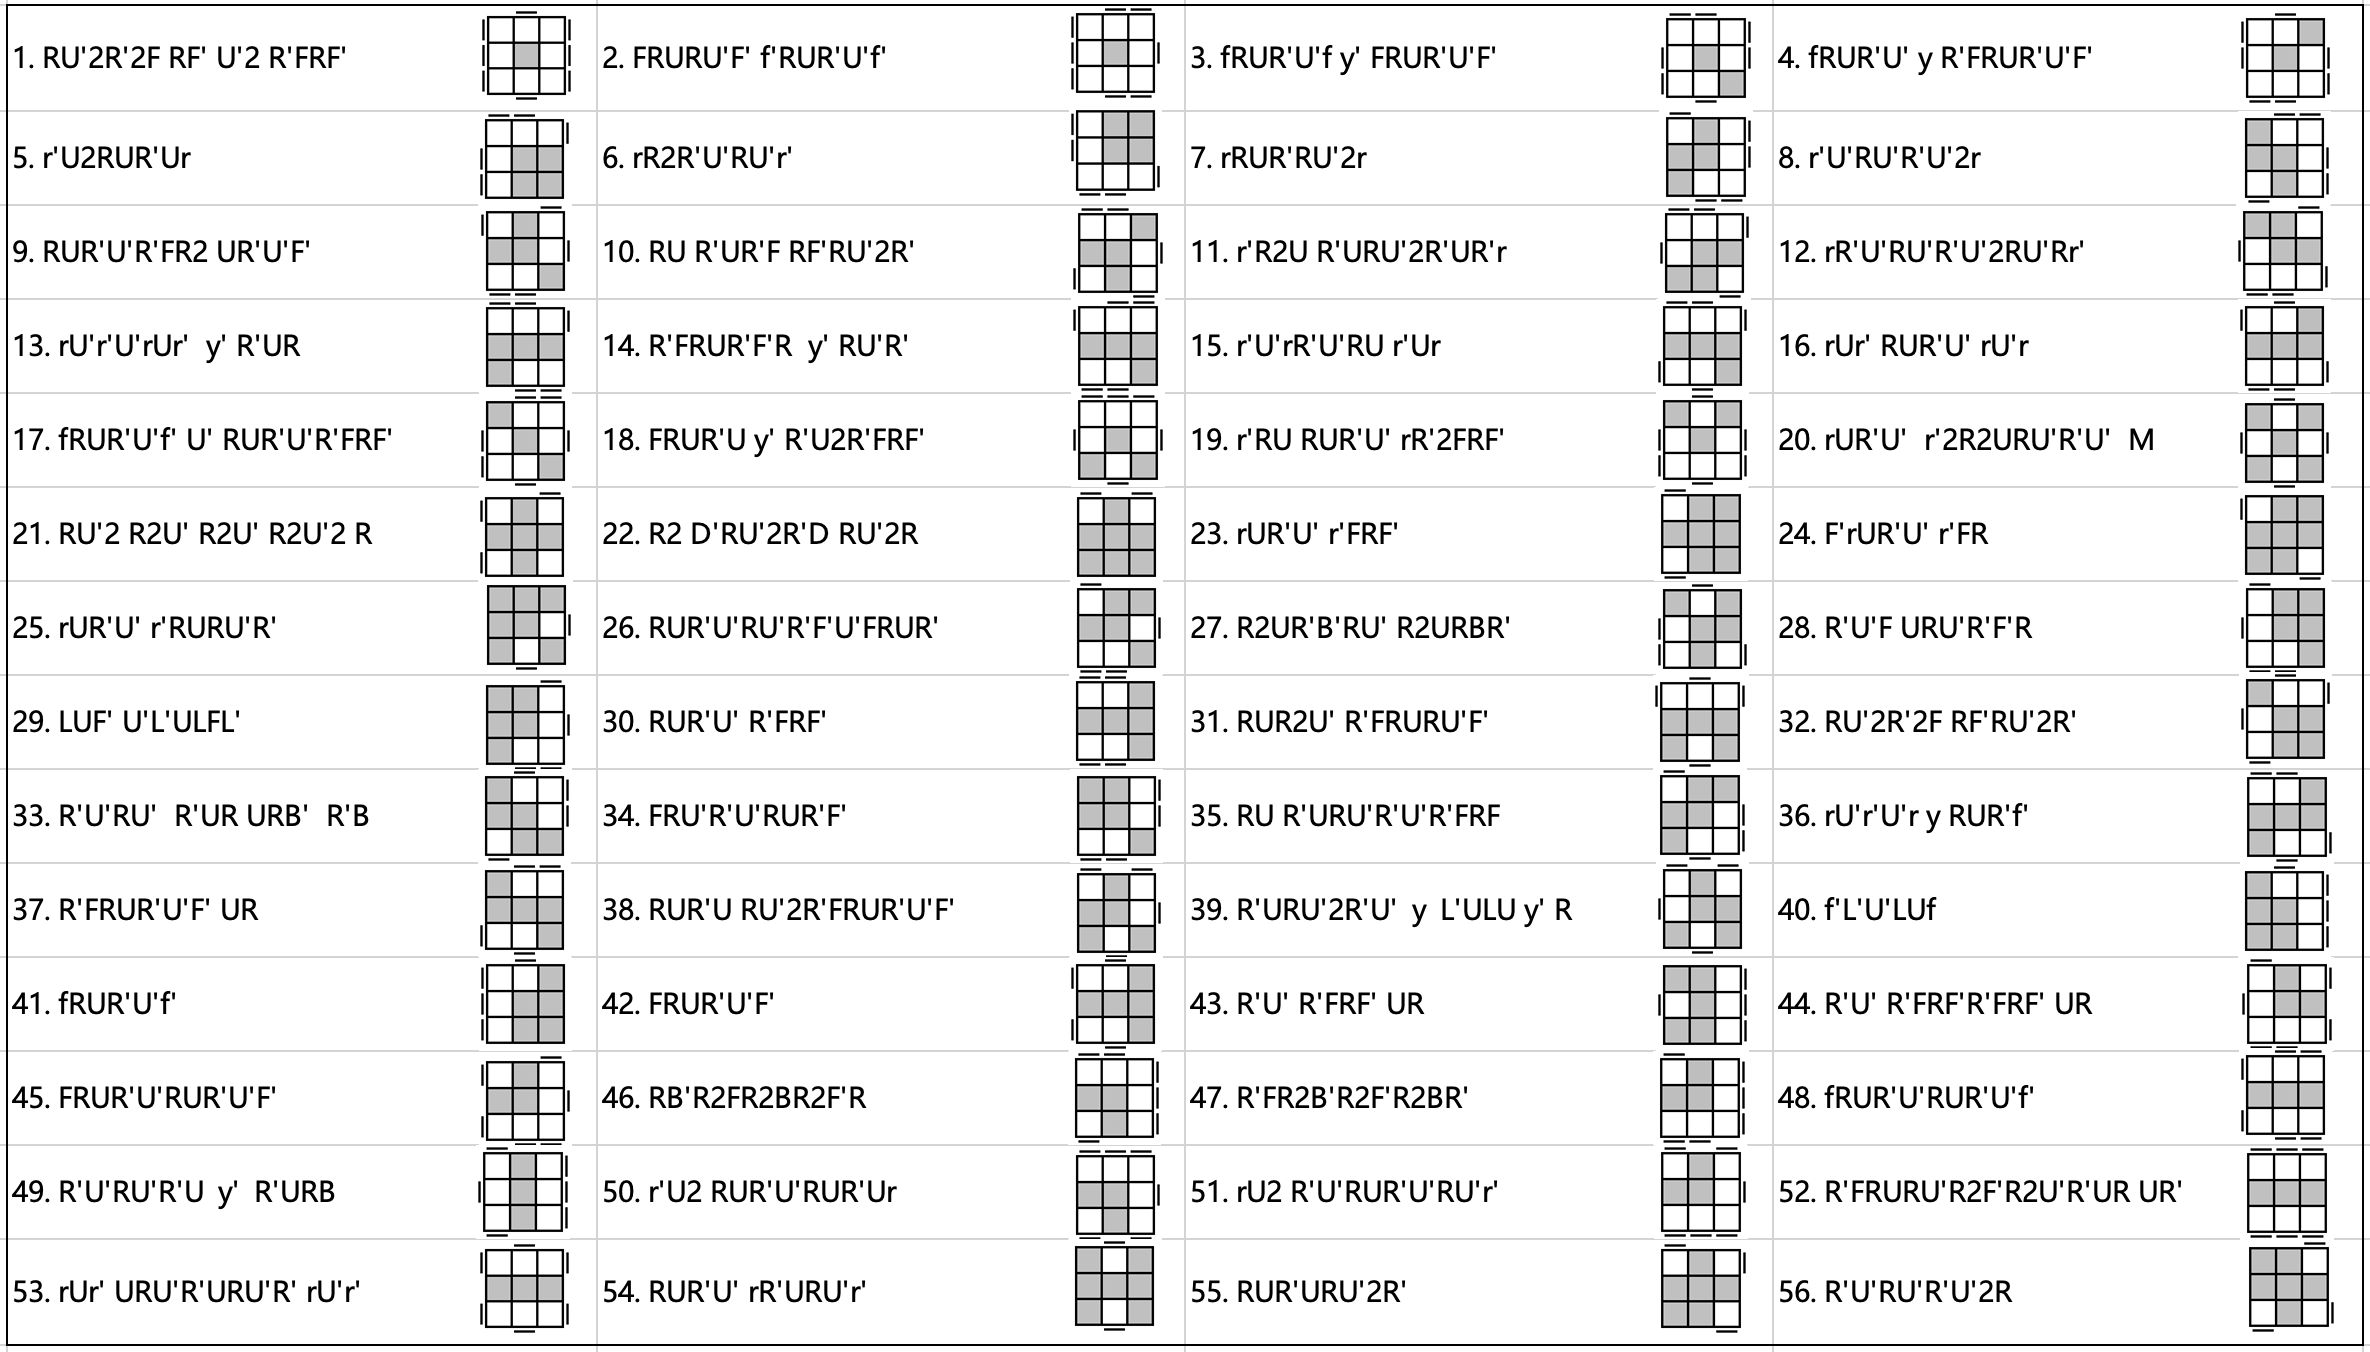 1. RU'2R'2F RF' U'2 R'FRF'
2. FRURU'F' f'RUR'U'f'
3. fRUR'U'f y' FRUR'U'F'
4. fRUR'U' y R'FRUR'U'F'
5. r'U2RUR'Ur
6. rR2R'U'RU'r'
7. rRUR'RU'2r
8. r'U'RU'R'U'2r
9. RUR'U'R'FR2 UR'U'F'
10. RU R'UR'F RF'RU'2R'
11. r'R2U R'URU'2R'UR'r
12. rR'U'RU'R'U'2RU'Rr'
13. rU'r'U'rUr' y' R'UR
14. R'FRUR'F'R y' RU'R'
15. r'U'rR'U'RU r'Ur
16. rUr' RUR'U' rU'r
17. fRUR'U'f' U' RUR'U'R'FRF'
18. FRUR'U y' R'U2R'FRF'
19. r'RU RUR'U' rR'2FRF'
20. rUR'U' r'2R2URU'R'U' M
21. RU'2 R2U' R2U' R2U'2 R
22. R2 D'RU'2R'D RU'2R
23. rUR'U' r'FRF'
24. F'rUR'U' r'FR
25. rUR'U' r'RURU'R'
26. RUR'U'RU'R'F'U'FRUR'
27. R2UR'B'RU' R2URBR'
28. R'U'F URU'R'F'R
29. LUF' U'L'ULFL'
30. RUR'U' R'FRF'
31. RUR2U' R'FRURU'F'
32. RU'2R'2F RF'RU'2R'
33. R'U'RU' R'UR URB' R'B
34. FRU'R'U'RUR'F'
35. RU R'URU'R'U'R'FRF
36. rU'r'U'r y RUR'f'
37. R'FRUR'U'F' UR
38. RUR'U RU'2R'FRUR'U'F'
39. R'URU'2R'U' y L'ULU y' R
40. f'L'U'LUf
41. fRUR'U'f'
42. FRUR'U'F'
43. R'U' R'FRF' UR
44. R'U' R'FRF'R'FRF' UR
45. FRUR'U'RUR'U'F'
46. RB'R2FR2BR2F'R
47. R'FR2B'R2F'R2BR'
48. fRUR'U'RUR'U'f'
49. R'U'RU'R'U y' R'URB
50. r'U2 RUR'U'RUR'Ur
51. rU2 R'U'RUR'U'RU'r'
52. R'FRURU'R2F'R2U'R'UR UR'
53. rUr' URU'R'URU'R' rU'r'
54. RUR'U' rR'URU'r'
55. RUR'URU'2R'
56. R'U'RU'R'U'2R